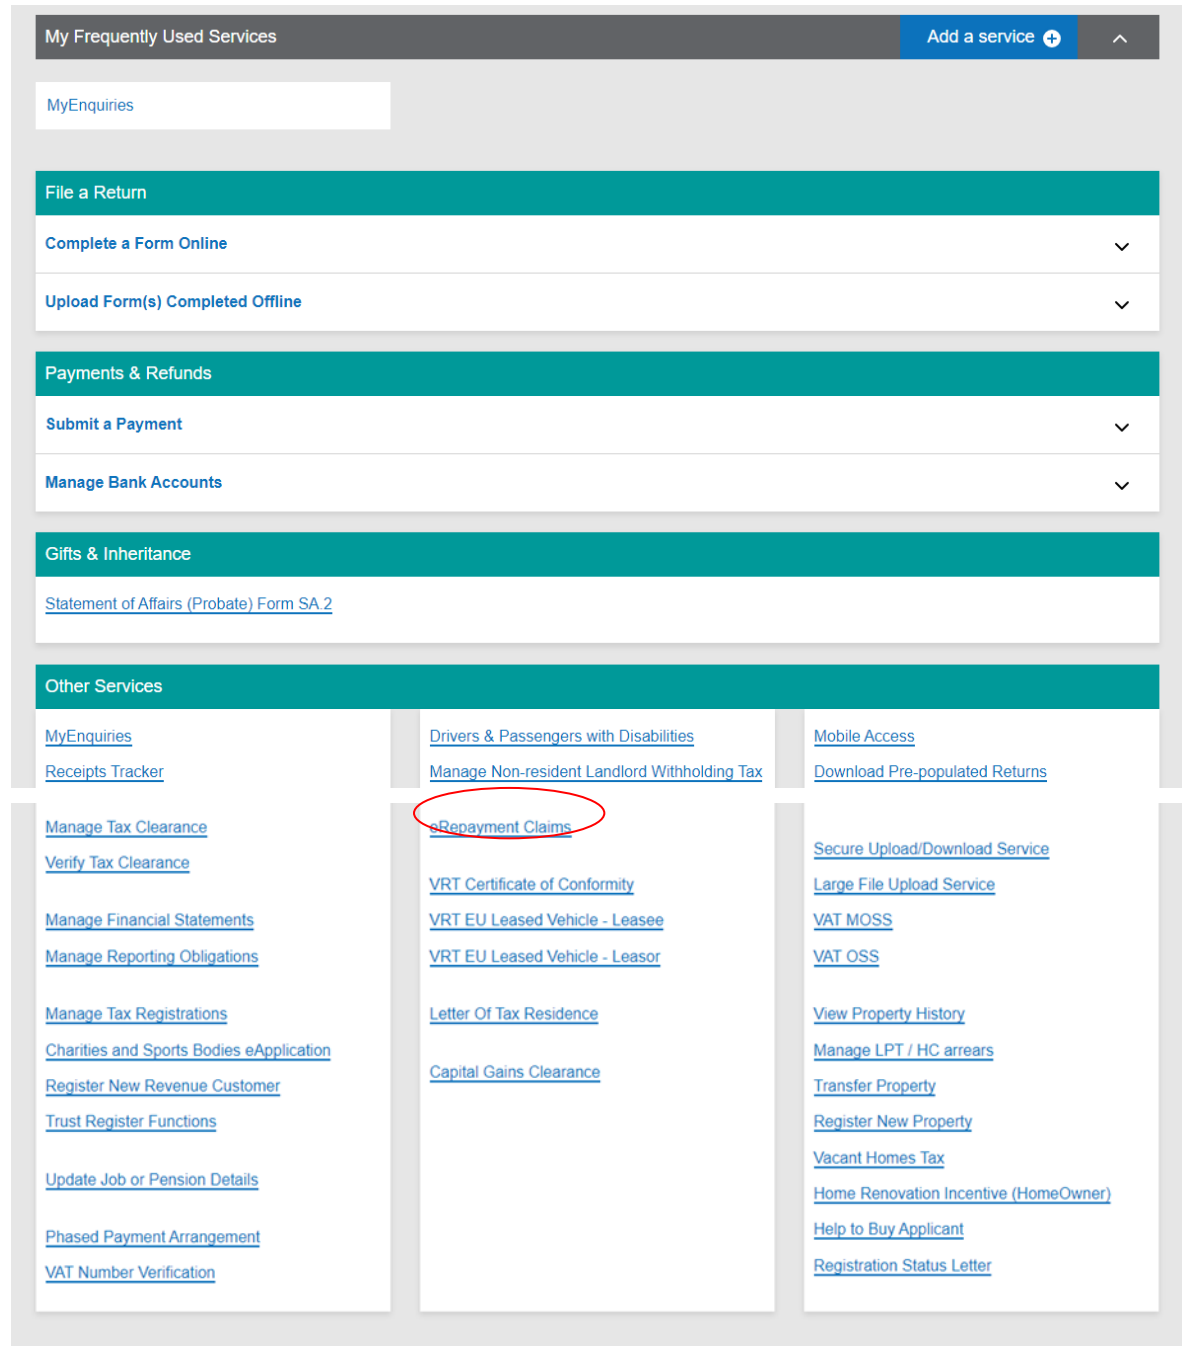 My Frequently Used Services
Add a service
MyEnquiries
File a Return
Complete a Form Online
Upload Form(s) Completed Offline
Payments & Refunds
Submit a Payment
Manage Bank Accounts
Gifts & Inheritance
Statement of Affairs (Probate) Form SA.2
Other Services
MyEnquiries
Receipts Tracker
Manage Tax Clearance
Verify Tax Clearance
Manage Financial Statements
Manage Reporting Obligations
Manage Tax Registrations
Charities and Sports Bodies eApplication
Register New Revenue Customer
Trust Register Functions
Update Job or Pension Details
Phased Payment Arrangement
VAT Number Verification
Drivers & Passengers with Disabilities
Manage Non-resident Landlord Withholding Tax
eRepayment Claims
VRT Certificate of Conformity
VRT EU Leased Vehicle - Leasee
VRT EU Leased Vehicle - Leasor
Letter Of Tax Residence
Capital Gains Clearance
Mobile Access
Download Pre-populated Returns
Secure Upload/Download Service
Large File Upload Service
VAT MOSS
VAT OSS
View Property History
Manage LPT / HC arrears
Transfer Property
Register New Property
Vacant Homes Tax
Home Renovation Incentive (HomeOwner)
Help to Buy Applicant
Registration Status Letter